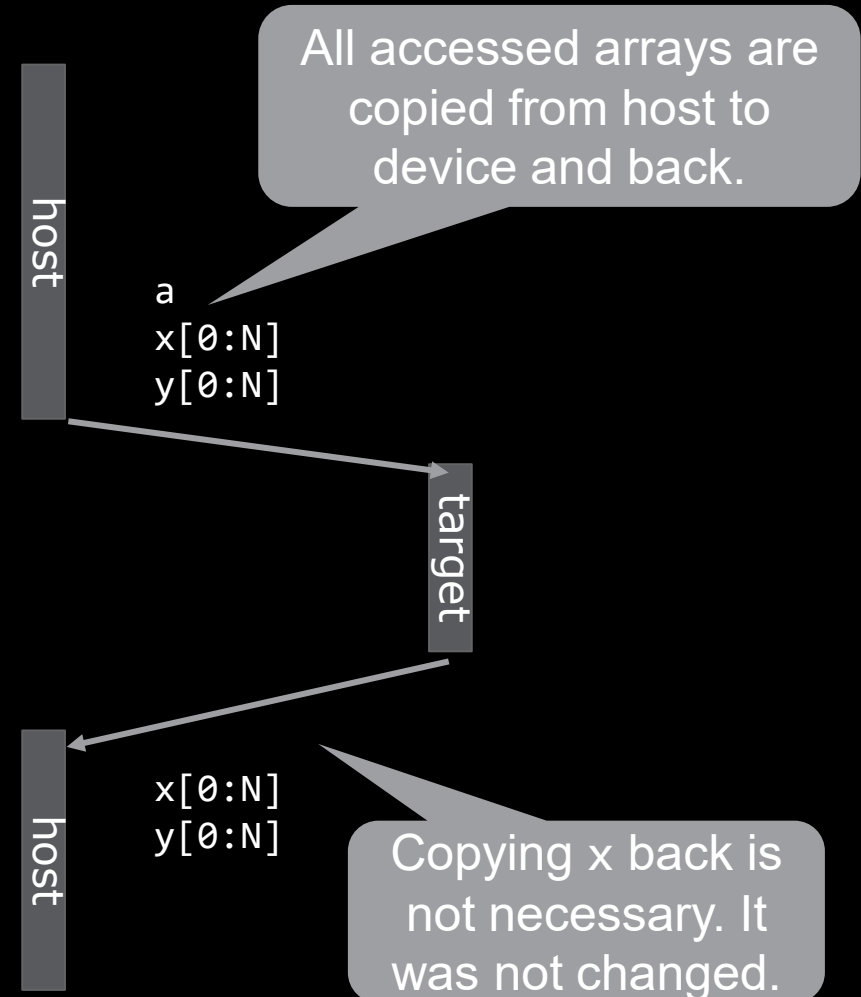 All accessed arrays are
copied from host to
device and back.
host
a
x[0:N]
y[0:N]
target
host
x[0:N]
y[0:N]
Copying x back is
not necessary. It
was not changed.